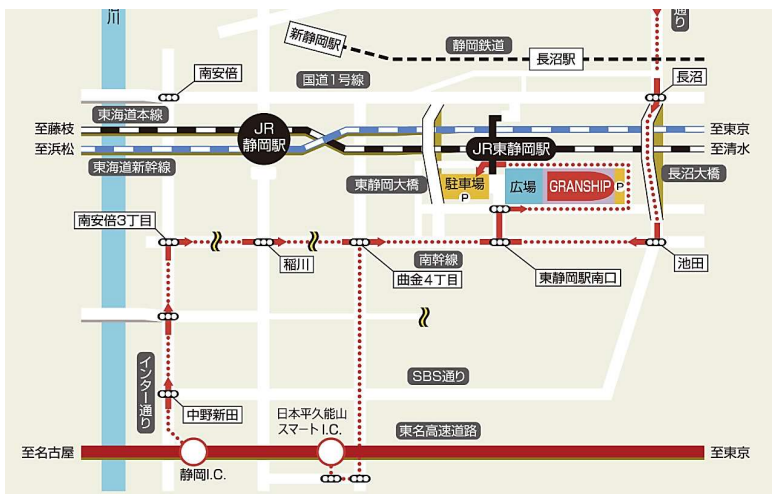 川
通り
新静岡駅
静岡鉄道
長沼駅
南安倍
国道1号線
長沼
東海道本線
至藤枝
至浜松
東海道新幹線
JR
静岡駅
JR東静岡駅
至東京
至清水
東静岡大橋
駐車場
P
広場
GRANSHIP
P
長沼大橋
南安倍3丁目
稲川
南幹線
曲金4丁目
東静岡駅南口
池田
インター通り
SBS通り
中野新田
日本平久能山
スマートI.C.
東名高速道路
至名古屋
至東京
静岡I.C.